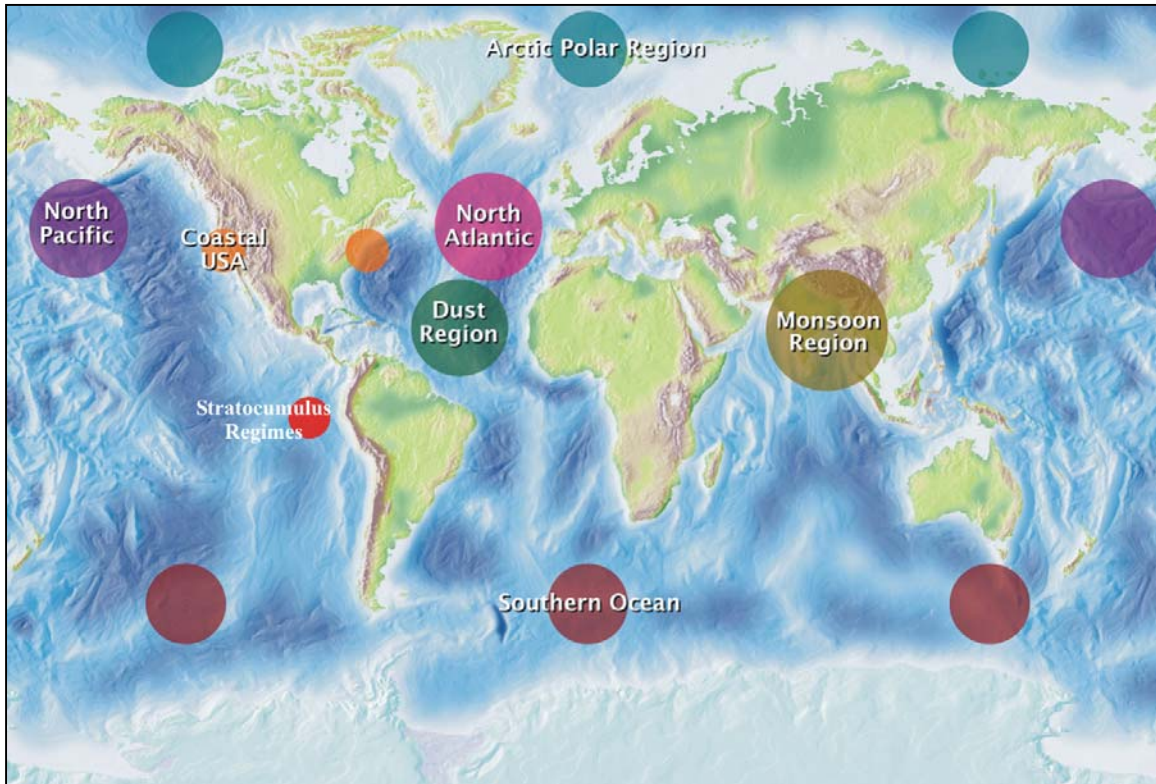 Arctic Polar Region
North
Pacific
North
Atlantic
Coastal
USA
Dust
Region
Monsoon
Region
Stratocumulus
Regimes
Southern Ocean